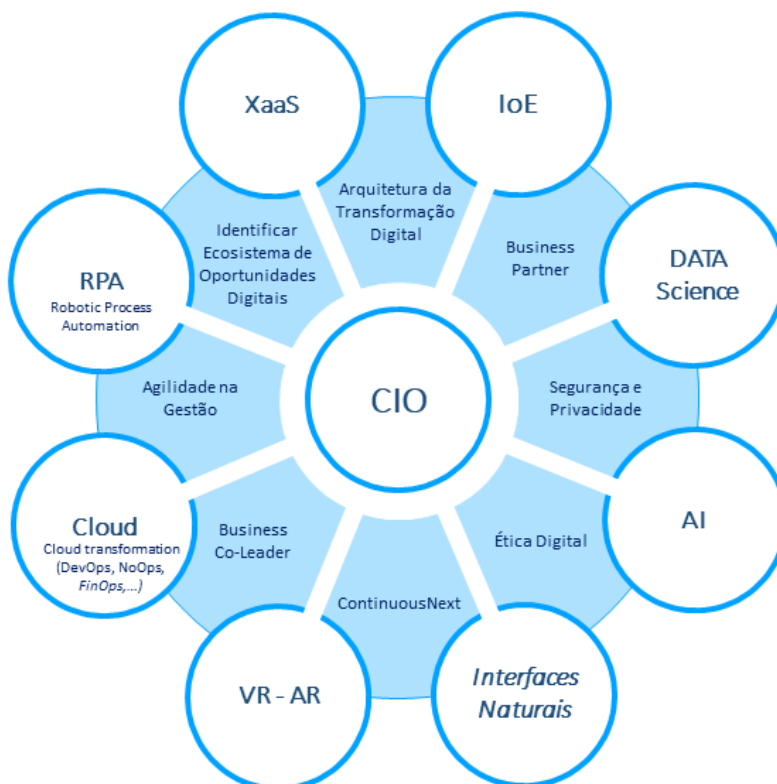 XaaS
IoE
Arquitetura da
Transformação
Digital
Identificar
Ecosistema de
Oportunidades
Digitais
Business
Partner
DATA
Science
RPA
Robotic Process
Automation
CIO
Agilidade na
Gestão
Segurança e
Privacidade
Cloud
Cloud transformation
(DevOps, NoOps,
FinOps,...)
Business
Co-Leader
Ética Digital
AI
ContinuousNext
VR - AR
Interfaces
Naturais